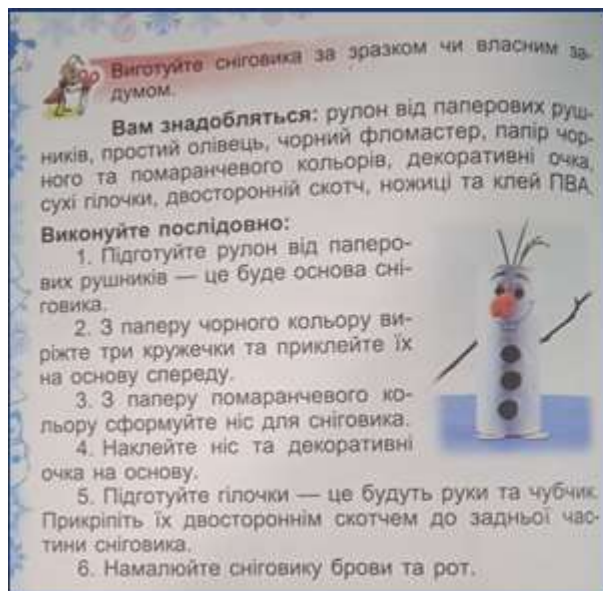 Виготуйте сніговика за зразком чи власним за-
думом.
Вам знадобляться: рулон від паперових руш-
ників, простий олівець, чорний фломастер, папір чор-
ного та помаранчевого кольорів, декоративні очка,
сухі гілочки, двосторонній скотч, ножиці та клей ПВА.
Виконуйте послідовно:
1. Підготуйте рулон від паперо-
вих рушників — це буде основа сні-
говика.
2. З паперу чорного кольору ви-
ріжте три кружечки та приклейте їх
на основу спереду.
3. З паперу помаранчевого ко-
льору сформуйте ніс для сніговика.
4. Наклейте ніс та декоративні
очка на основу.
5. Підготуйте гілочки — це будуть руки та чубчик.
Прикріпіть їх двостороннім скотчем до задньої час-
тини сніговика.
6. Намалюйте сніговику брови та рот.